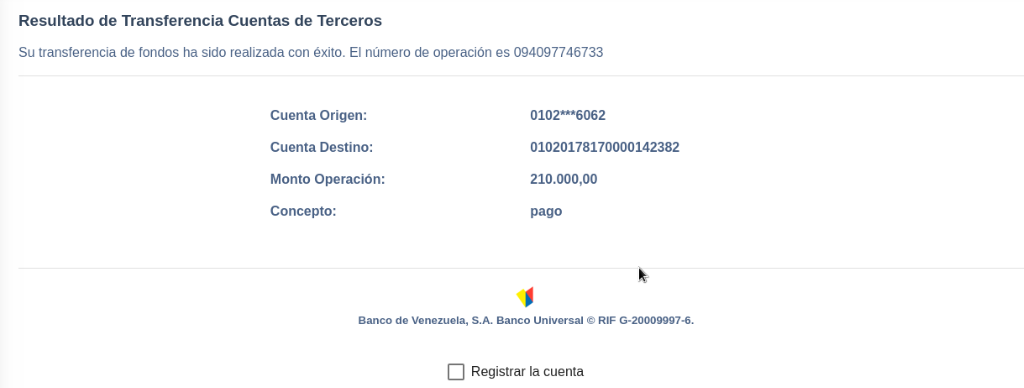 Resultado de Transferencia Cuentas de Terceros
Su transferencia de fondos ha sido realizada con éxito. El número de operación es 094097746733
Cuenta Origen: 0102***6062
Cuenta Destino: 01020178170000142382
Monto Operación: 210.000,00
Concepto: pago
Banco de Venezuela, S.A. Banco Universal © RIF G-20009997-6.
Registrar la cuenta